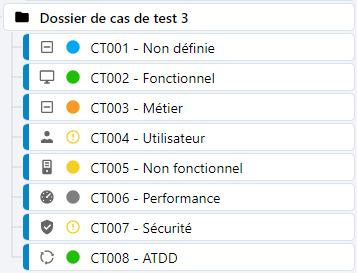 Dossier de cas de test 3
CT001 - Non définie
CT002 - Fonctionnel
CT003 - Métier
CT004 - Utilisateur
CT005 - Non fonctionnel
CT006 - Performance
CT007 - Sécurité
CT008 - ATDD